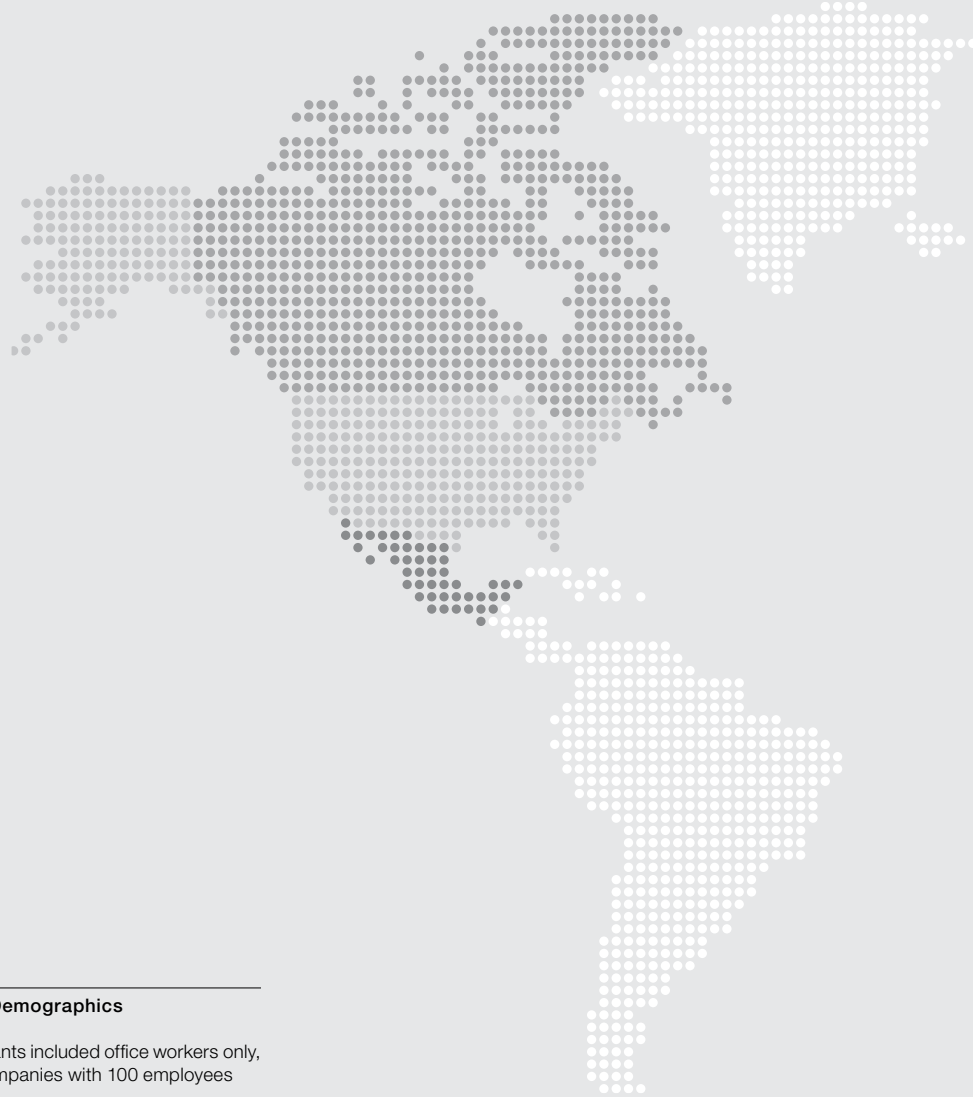 emographics
nts included office workers only,
mpanies with 100 employees